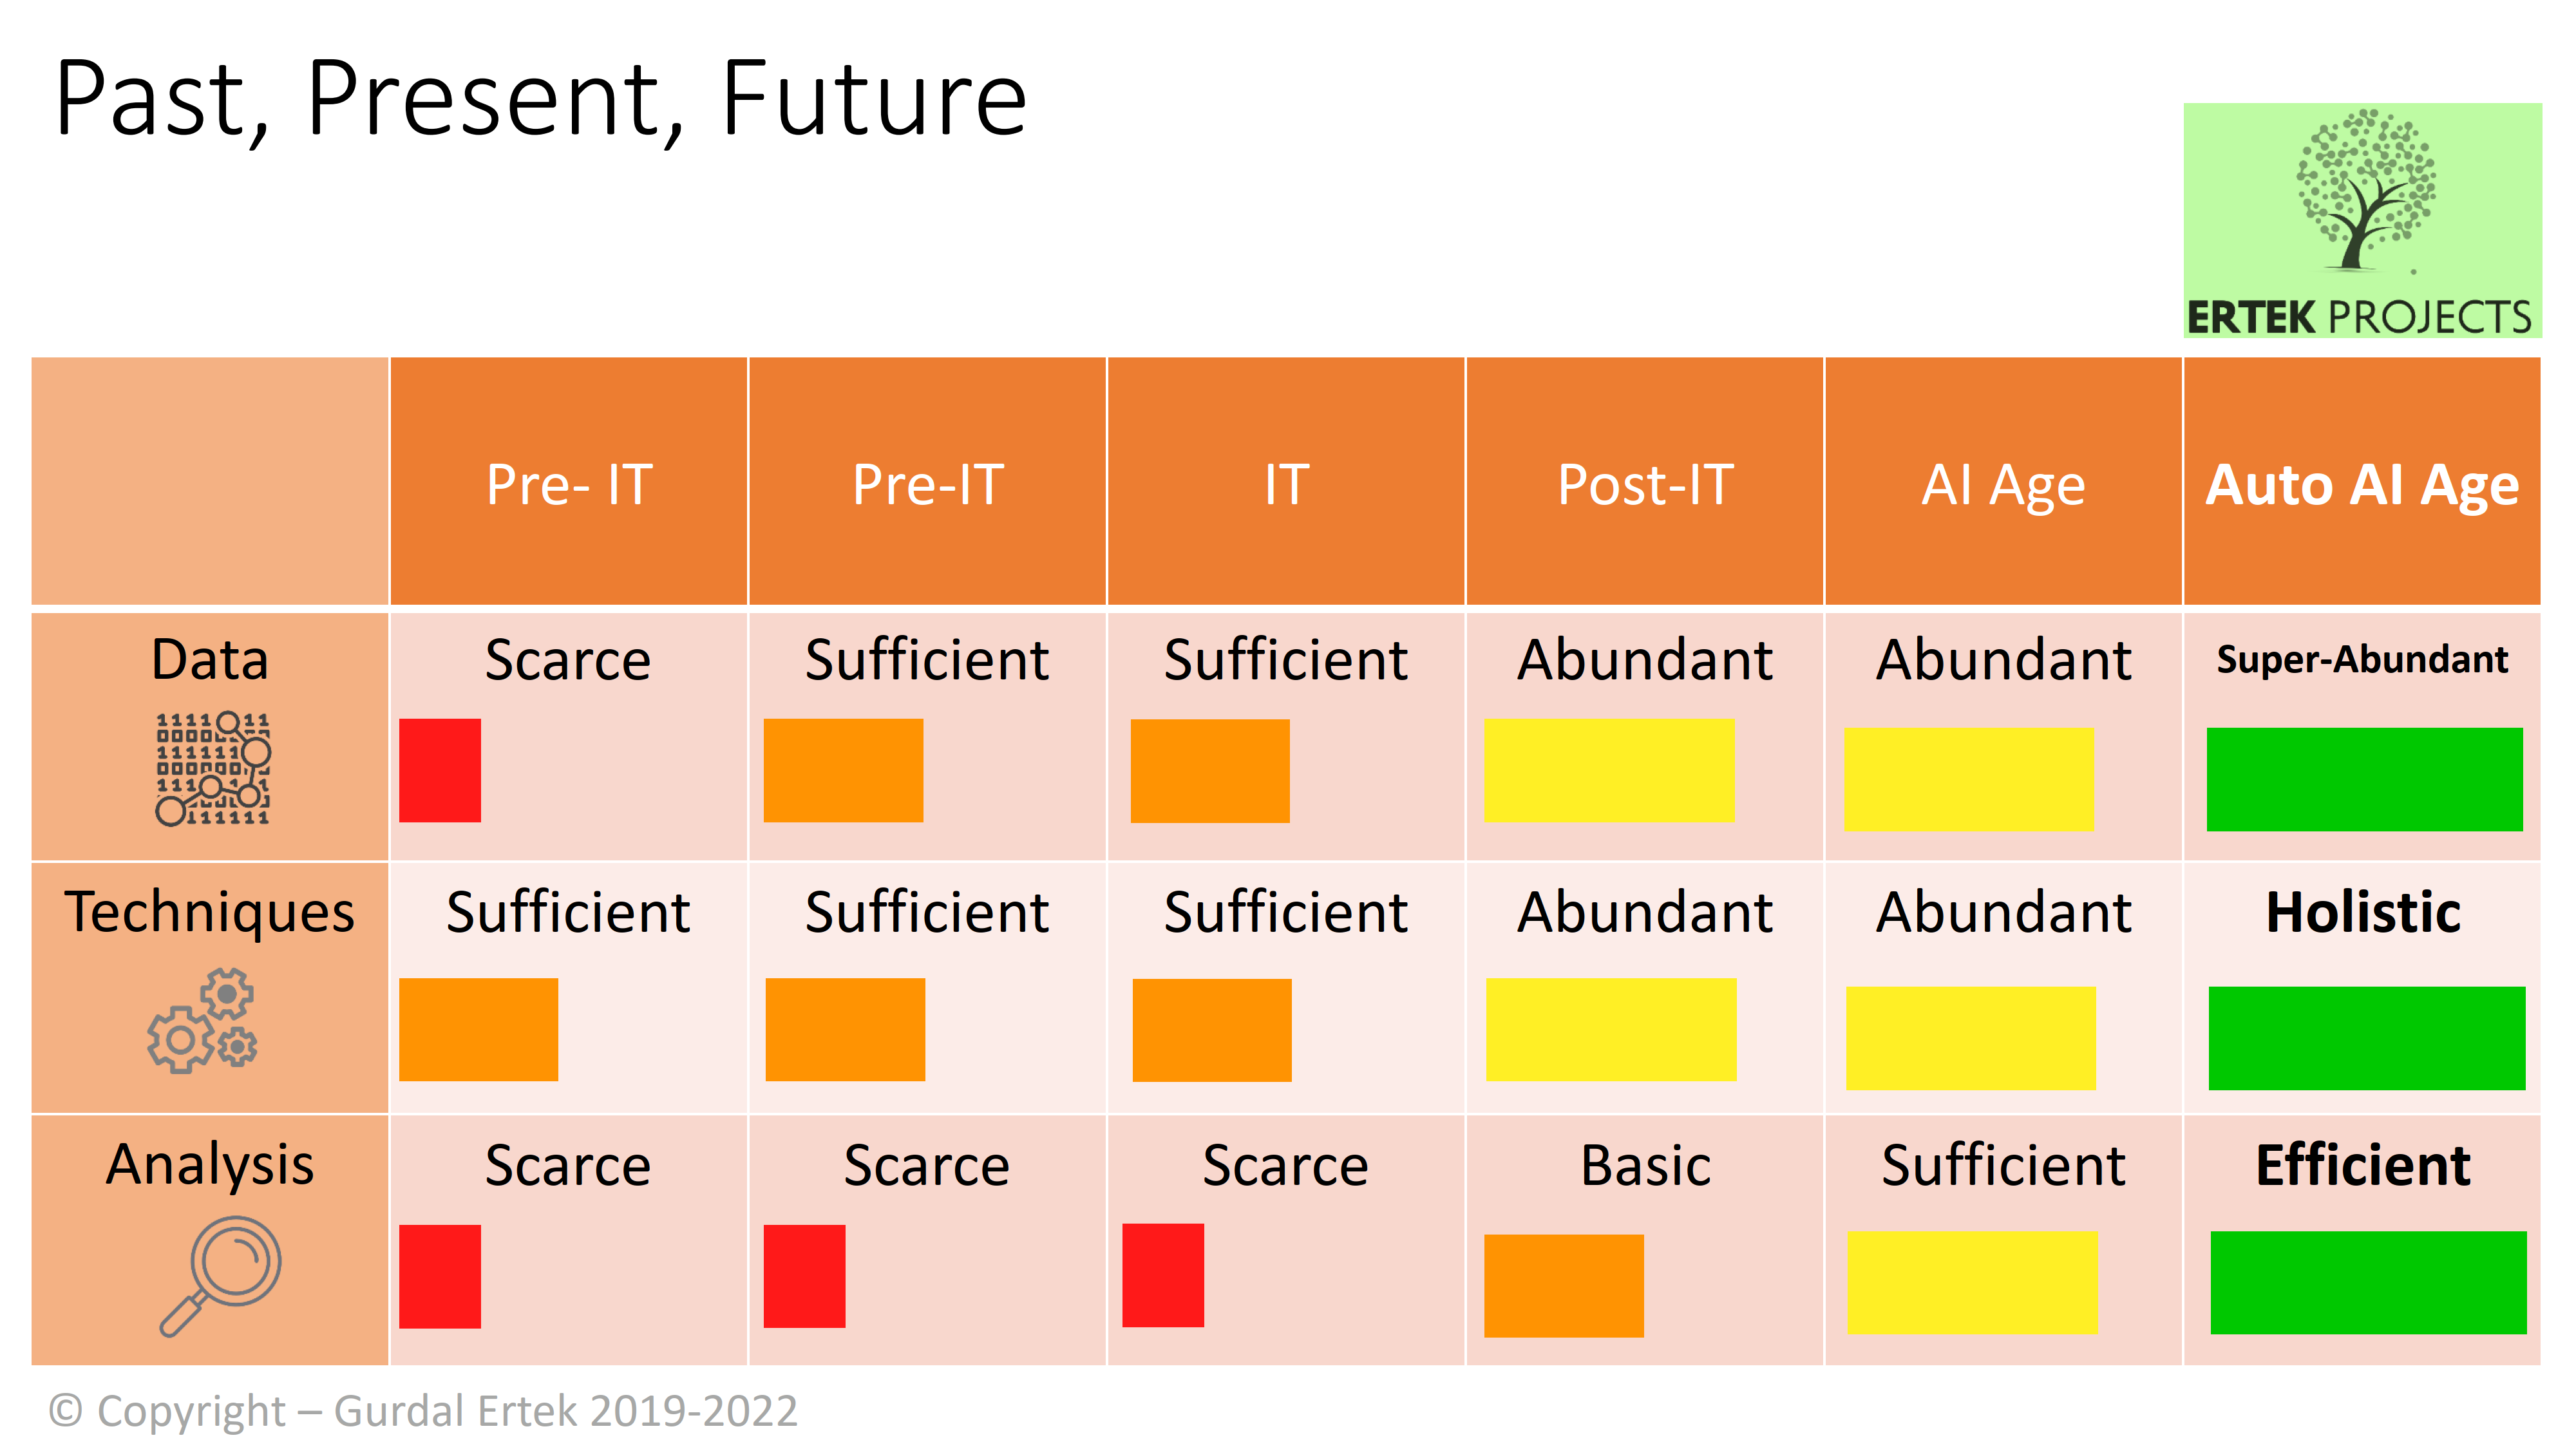 Past, Present, Future
ERTEK PROJECTS
Pre- IT
Pre-IT
IT
Post-IT
AI Age
Auto AI Age
Data
Scarce
Sufficient
Sufficient
Abundant
Abundant
Super-Abundant
Techniques
Sufficient
Sufficient
Sufficient
Abundant
Abundant
Holistic
Analysis
Scarce
Scarce
Scarce
Basic
Sufficient
Efficient
© Copyright – Gurdal Ertek 2019-2022